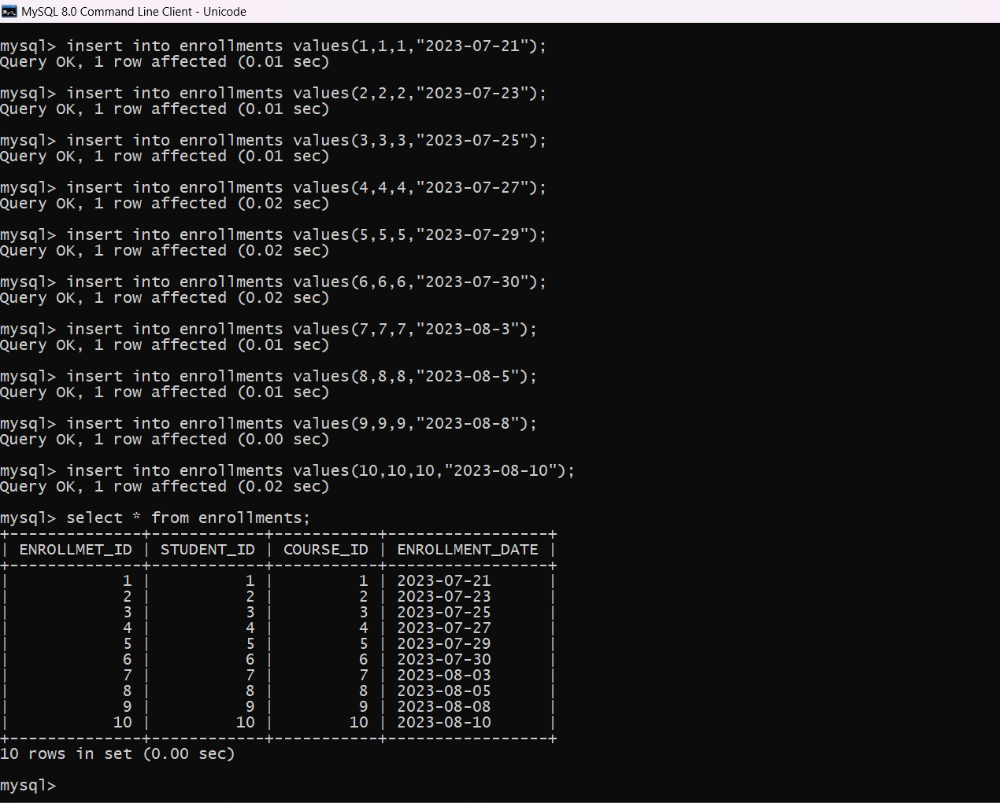 MySQL 8.0 Command Line Client - Unicode
mysql> insert into enrollments values(1,1,1,"2023-07-21");
Query OK, 1 row affected (0.01 sec)
mysql> insert into enrollments values(2,2,2,"2023-07-23");
Query OK, 1 row affected (0.01 sec)
mysql> insert into enrollments values(3,3,3,"2023-07-25");
Query OK, 1 row affected (0.01 sec)
mysql> insert into enrollments values(4,4,4,"2023-07-27");
Query OK, 1 row affected (0.02 sec)
mysql> insert into enrollments values(5,5,5,"2023-07-29");
Query OK, 1 row affected (0.02 sec)
mysql> insert into enrollments values(6,6,6,"2023-07-30");
Query OK, 1 row affected (0.02 sec)
mysql> insert into enrollments values(7,7,7,"2023-08-3");
Query OK, 1 row affected (0.01 sec)
mysql> insert into enrollments values(8,8,8,"2023-08-5");
Query OK, 1 row affected (0.01 sec)
mysql> insert into enrollments values(9,9,9,"2023-08-8");
Query OK, 1 row affected (0.00 sec)
mysql> insert into enrollments values(10,10,10,"2023-08-10");
Query OK, 1 row affected (0.02 sec)
mysql> select * from enrollments;
+--------------+------------+-----------+-----------------+
| ENROLLMET_ID | STUDENT_ID | COURSE_ID | ENROLLMENT_DATE |
+--------------+------------+-----------+-----------------+
|            1 |          1 |         1 | 2023-07-21      |
|            2 |          2 |         2 | 2023-07-23      |
|            3 |          3 |         3 | 2023-07-25      |
|            4 |          4 |         4 | 2023-07-27      |
|            5 |          5 |         5 | 2023-07-29      |
|            6 |          6 |         6 | 2023-07-30      |
|            7 |          7 |         7 | 2023-08-03      |
|            8 |          8 |         8 | 2023-08-05      |
|            9 |          9 |         9 | 2023-08-08      |
|           10 |         10 |        10 | 2023-08-10      |
+--------------+------------+-----------+-----------------+
10 rows in set (0.00 sec)
mysql>